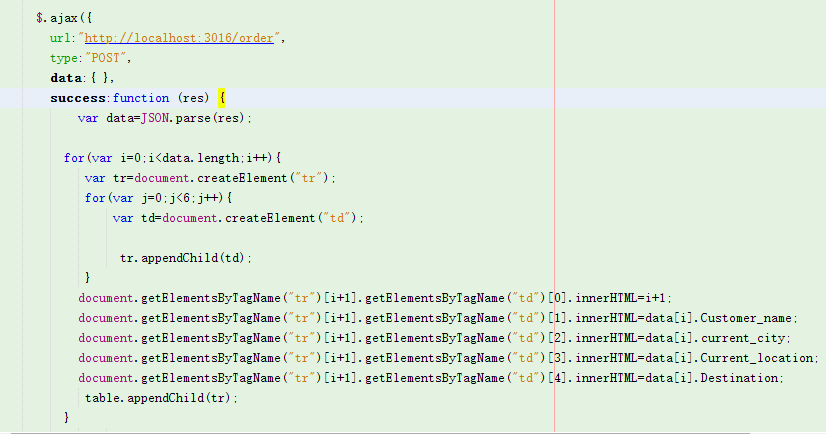 $.ajax({
url:"http://localhost:3016/order",
type:"POST",
data:{ },
success:function (res) {
var data=JSON.parse(res);
for(var i=0;i<data.length;i++){
var tr=document.createElement("tr");
for(var j=0;j<6;j++){
var td=document.createElement("td");
tr.appendChild(td);
}
document.getElementsByTagName("tr")[i+1].getElementsByTagName("td")[0].innerHTML=i+1;
document.getElementsByTagName("tr")[i+1].getElementsByTagName("td")[1].innerHTML=data[i].Customer_name;
document.getElementsByTagName("tr")[i+1].getElementsByTagName("td")[2].innerHTML=data[i].current_city;
document.getElementsByTagName("tr")[i+1].getElementsByTagName("td")[3].innerHTML=data[i].Current_location;
document.getElementsByTagName("tr")[i+1].getElementsByTagName("td")[4].innerHTML=data[i].Destination;
table.appendChild(tr);
}